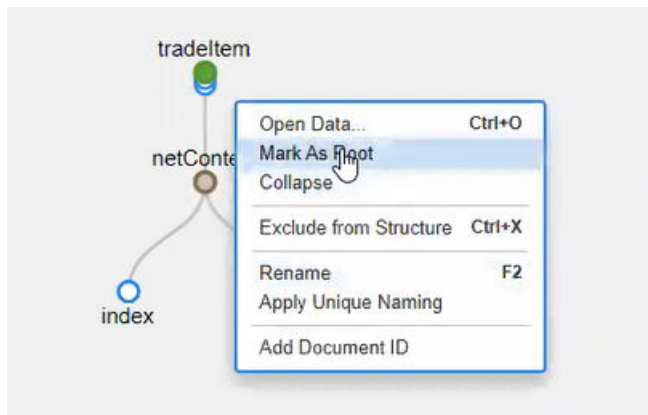 tradeItem
netConte
index
Open Data... Ctrl+O
Mark As Root
Collapse
Exclude from Structure Ctrl+X
Rename F2
Apply Unique Naming
Add Document ID